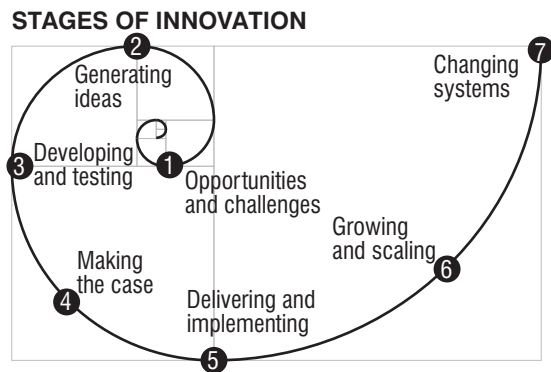 STAGES OF INNOVATION
1
Opportunities
and challenges
2
Generating
ideas
3
Developing
and testing
4
Making
the case
5
Delivering and
implementing
6
Growing
and scaling
7
Changing
systems